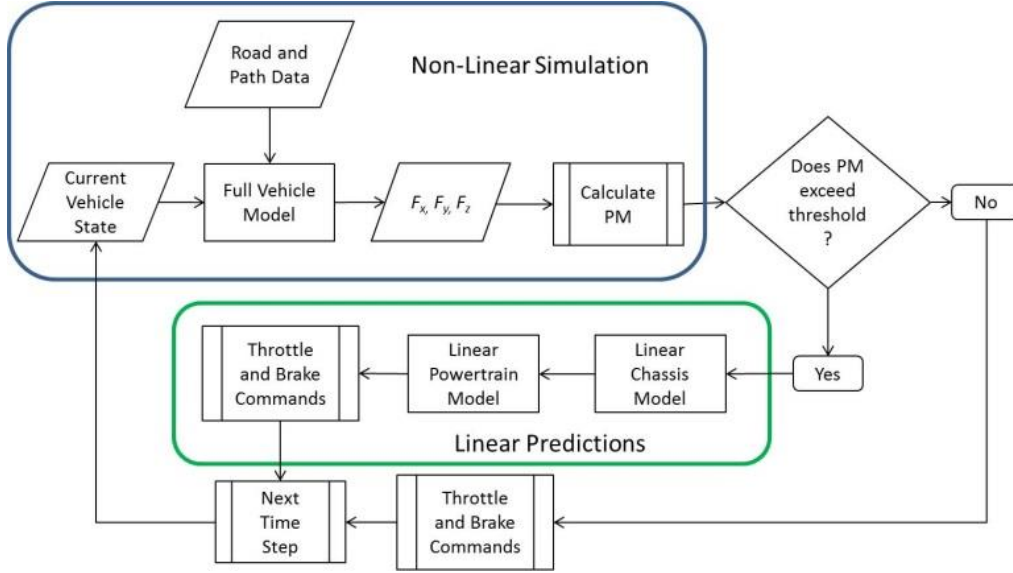 Road and
Path Data
Non-Linear Simulation
Current
Vehicle
State
Full Vehicle
Model
Fx, Fy, Fz
Calculate
PM
Does PM
exceed
threshold
?
No
Throttle
and Brake
Commands
Linear
Powertrain
Model
Linear
Chassis
Model
Yes
Linear Predictions
Next
Time
Step
Throttle
and Brake
Commands